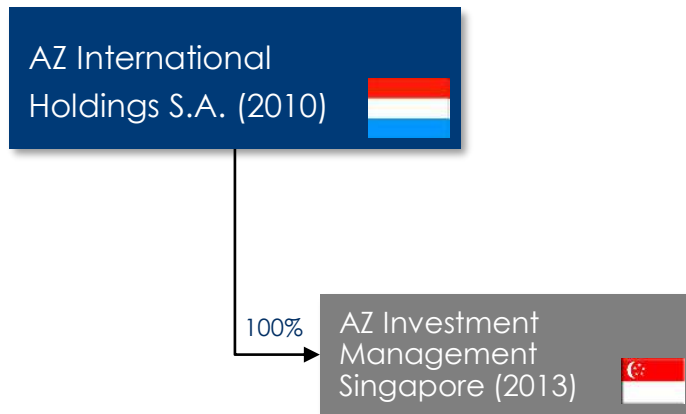 AZ International
Holdings S.A. (2010)
100%
AZ Investment
Management
Singapore (2013)